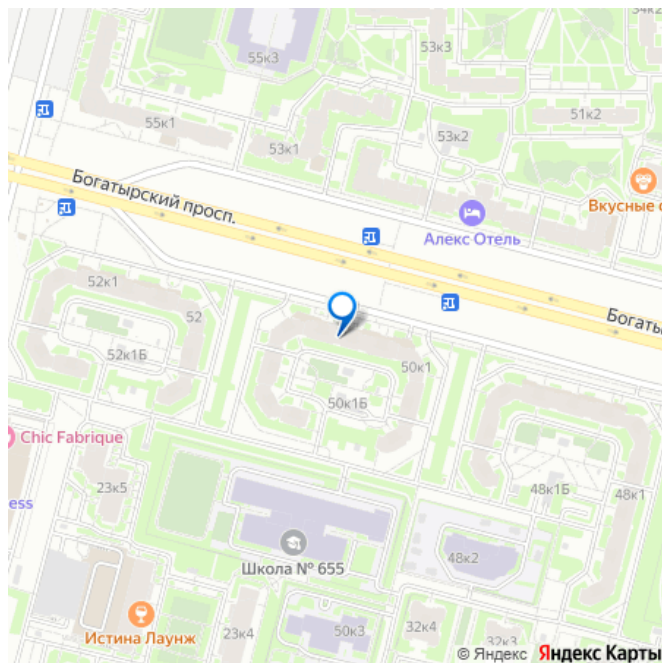 34к2
55к3
53к3
51к2
55к1
53к2
53к1
Вкусные с
Богатырский просп.
Алекс Отель
52к1
52
Богаты
52к1Б
50к1
50к1Б
Chic Fabrique
23к5
48к1Б
48к1
ess
48к2
Школа № 655
Истина Лаунж
23к4
50к3
32к4
32к3
© Яндекс Яндекс Карты